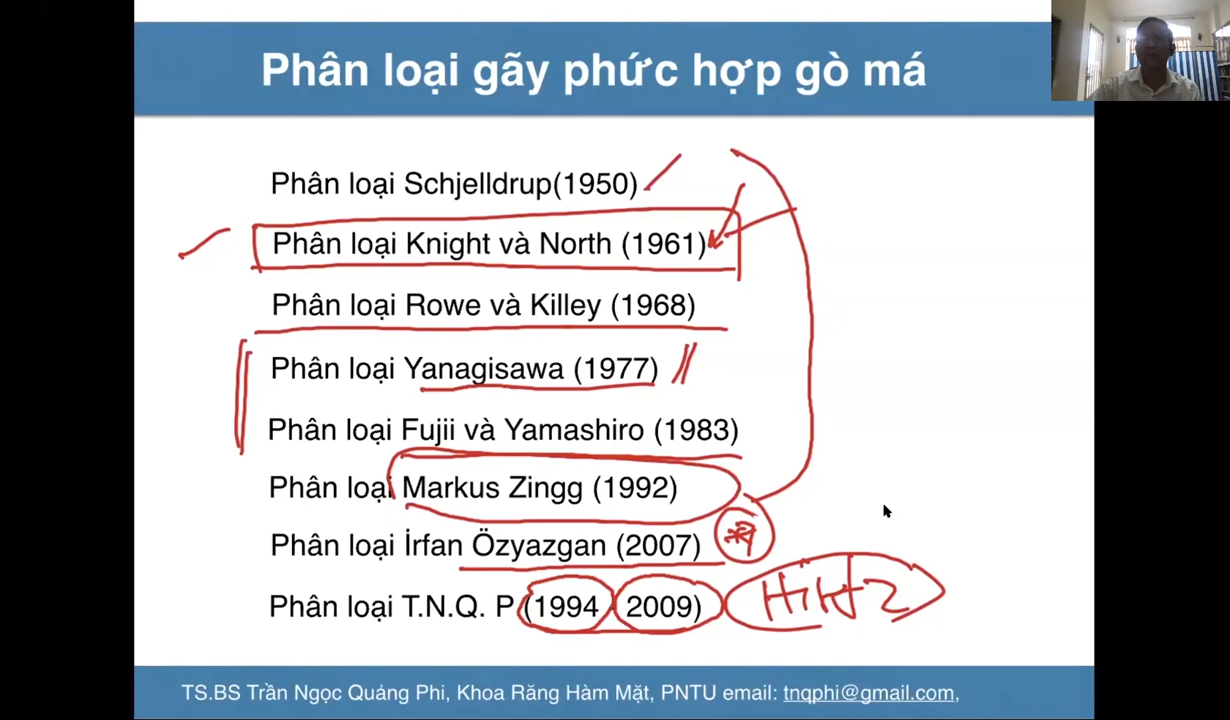 Phân loại gãy phức hợp gò má
Phân loại Schjelldrup(1950)
Phân loại Knight và North (1961)
Phân loại Rowe và Killey (1968)
Phân loại Yanagisawa (1977)
Phân loại Fujii và Yamashiro (1983)
Phân loại Markus Zingg (1992)
Phân loại İrfan Özyazgan (2007)
Phân loại T.N.Q. P (1994 2009)
TS.BS Trần Ngọc Quảng Phi, Khoa Răng Hàm Mặt, PNTU email: tnqphi@gmail.com,